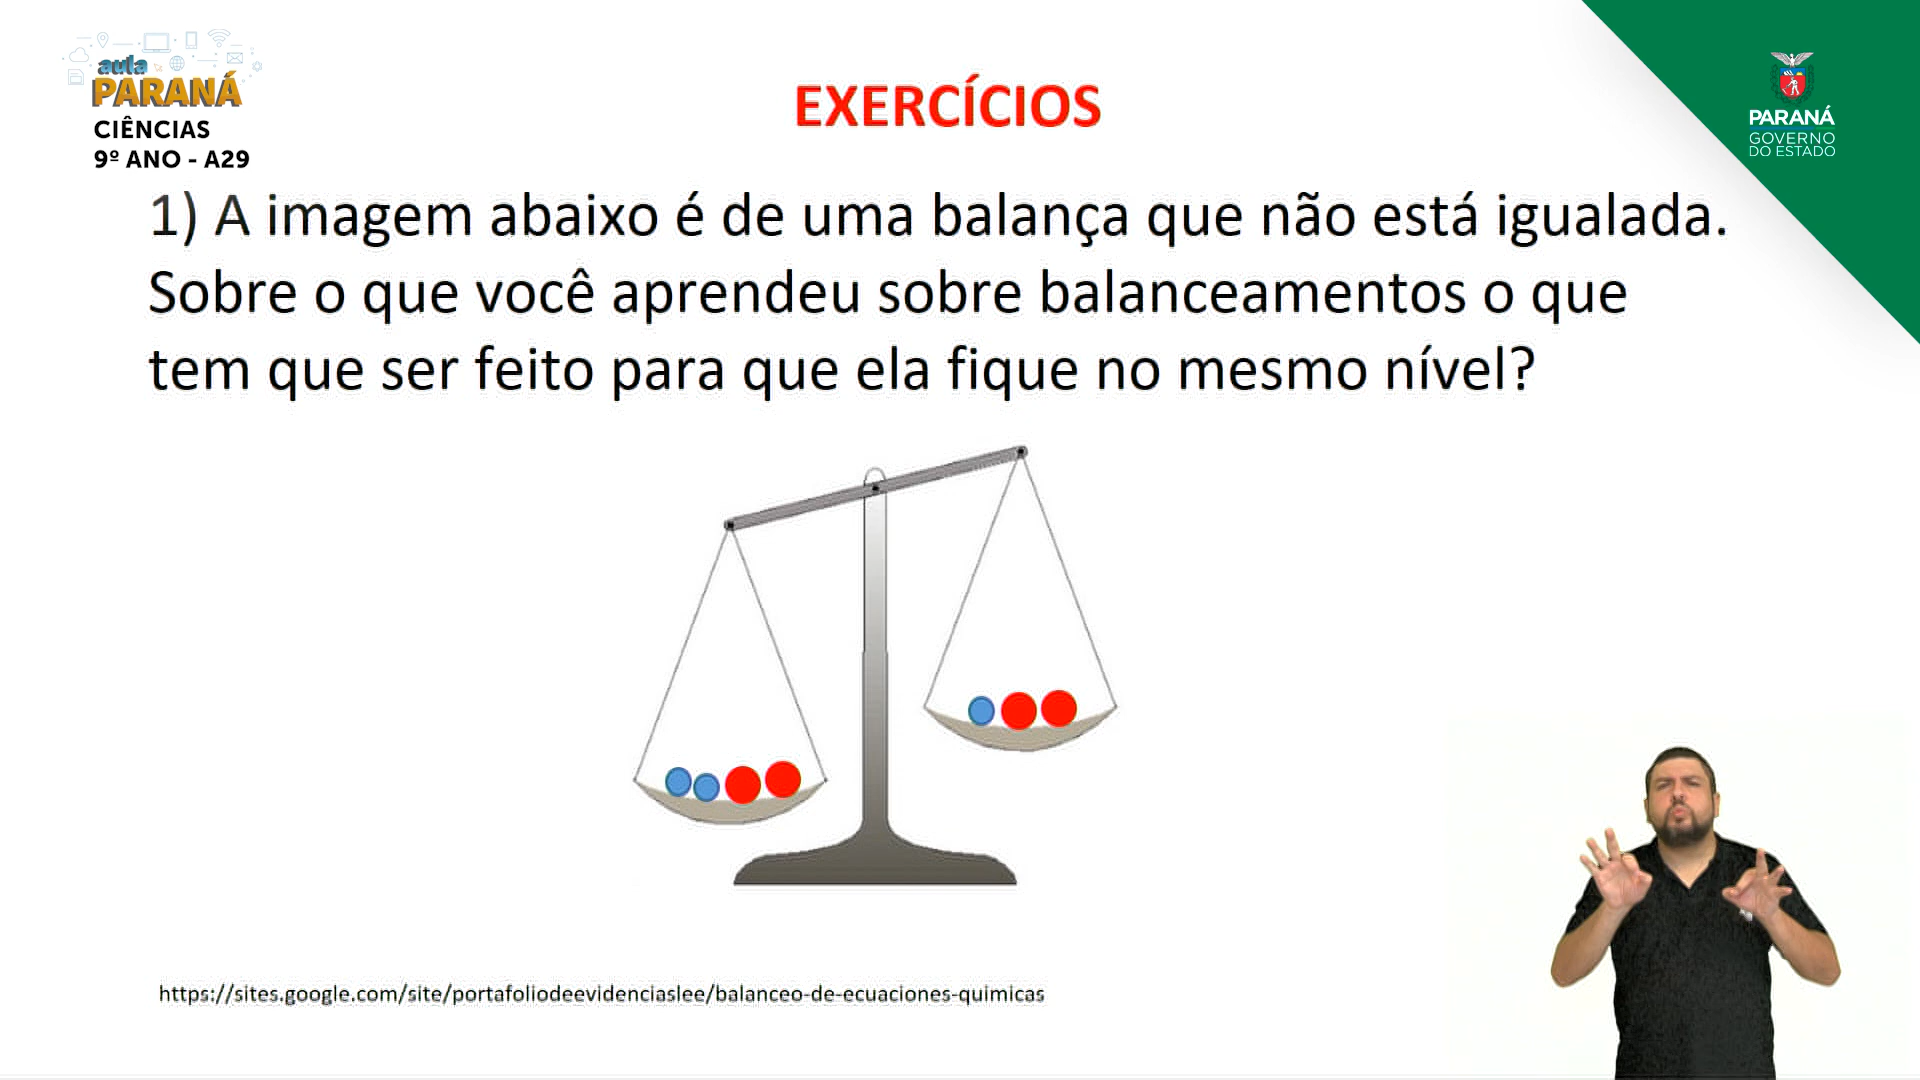 aula
PARANÁ
CIÊNCIAS
9º ANO - A29
EXERCÍCIOS
PARANÁ
GOVERNO
DO ESTADO
1) A imagem abaixo é de uma balança que não está igualada.
Sobre o que você aprendeu sobre balanceamentos o que
tem que ser feito para que ela fique no mesmo nível?
https://sites.google.com/site/portafoliodeevidenciaslee/balanceo-de-ecuaciones-quimicas